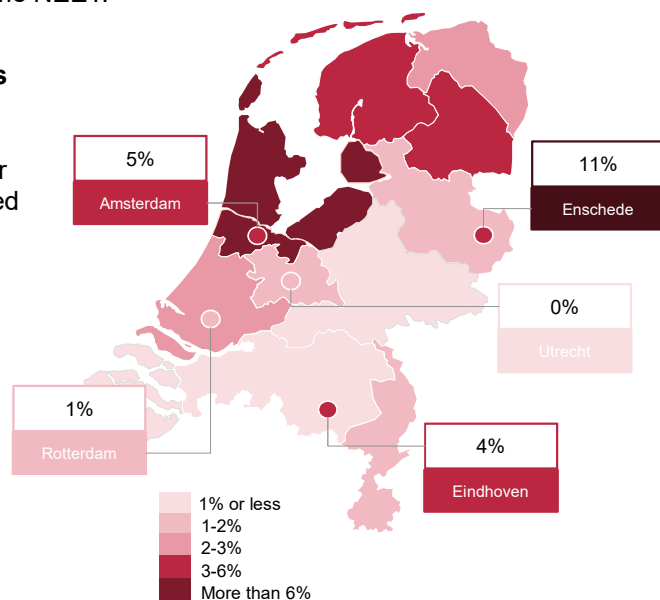 s
r
ed
5%
Amsterdam
11%
Enschede
0%
Utrecht
1%
Rotterdam
4%
Eindhoven
1% or less
1-2%
2-3%
3-6%
More than 6%